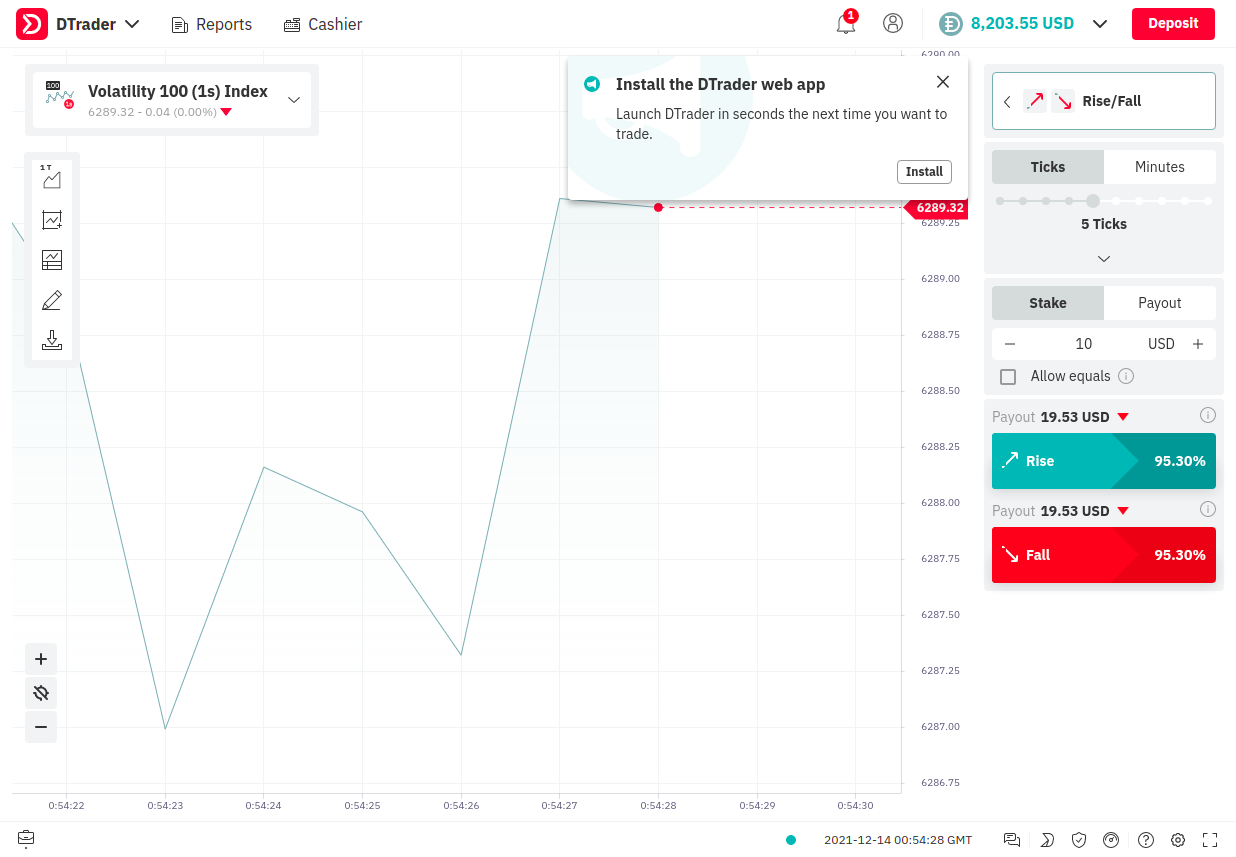 DTrader
Reports
Cashier
1
8,203.55 USD
Deposit
100
1s
Volatility 100 (1s) Index
6289.32 - 0.04 (0.00%)
1 T
Install the DTrader web app
Launch DTrader in seconds the next time you want to
trade.
Install
6290.00
6289.32
6289.25
6289.00
6288.75
6288.50
6288.25
6288.00
6287.75
6287.50
6287.25
6287.00
6286.75
0:54:22
0:54:23
0:54:24
0:54:25
0:54:26
0:54:27
0:54:28
0:54:29
0:54:30
Rise/Fall
Ticks
Minutes
5 Ticks
Stake
Payout
10
USD
Allow equals
Payout 19.53 USD
Rise
95.30%
Payout 19.53 USD
Fall
95.30%
2021-12-14 00:54:28 GMT